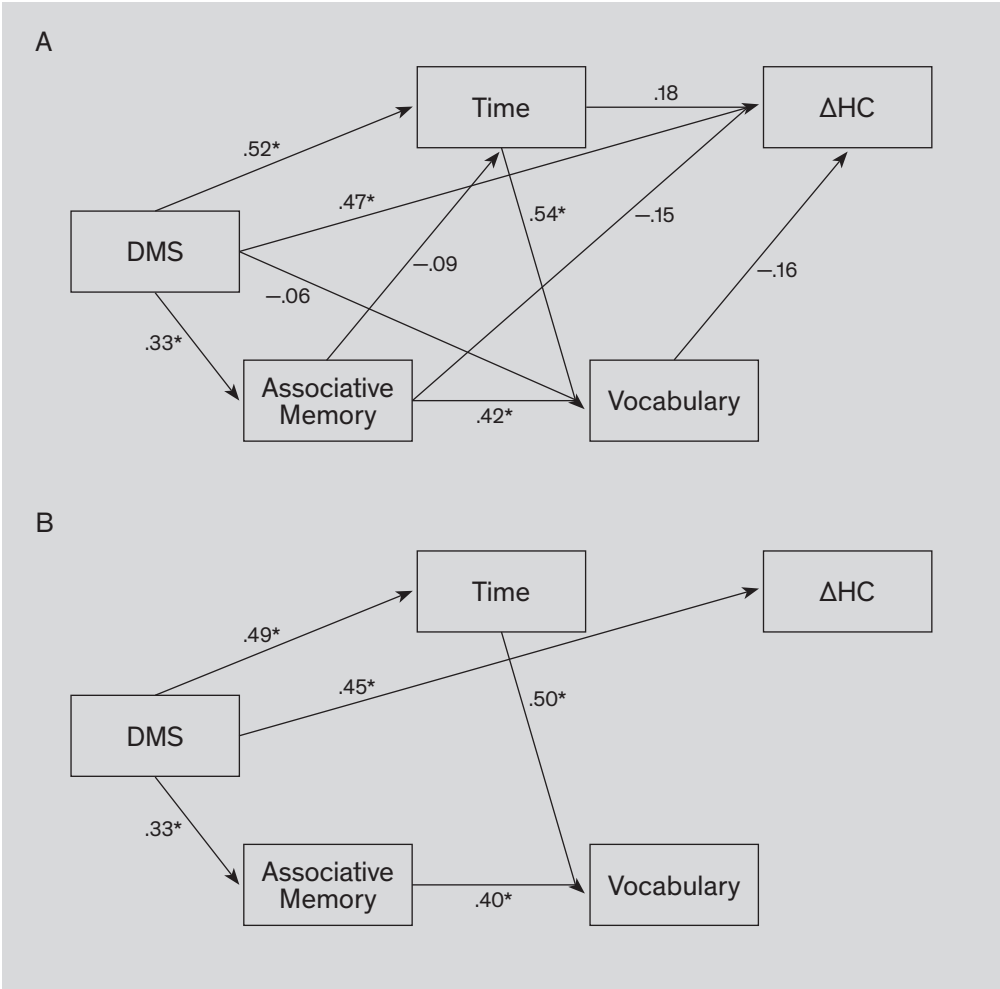 A
Time
.18
ΔHC
.52*
.47*
.54*
–.15
DMS
–.09
–.16
–.06
.33*
Associative
Memory
.42*
Vocabulary
B
Time
ΔHC
.49*
.45*
.50*
DMS
.33*
Associative
Memory
.40*
Vocabulary